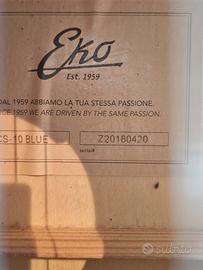 Eko
Est. 1959
DAL 1959 ABBIAMO LA TUA STESSA PASSIONE.
CE 1959 WE ARE DRIVEN BY THE SAME PASSION.
CS-10 BLUE
Z20180420
serial#
subito